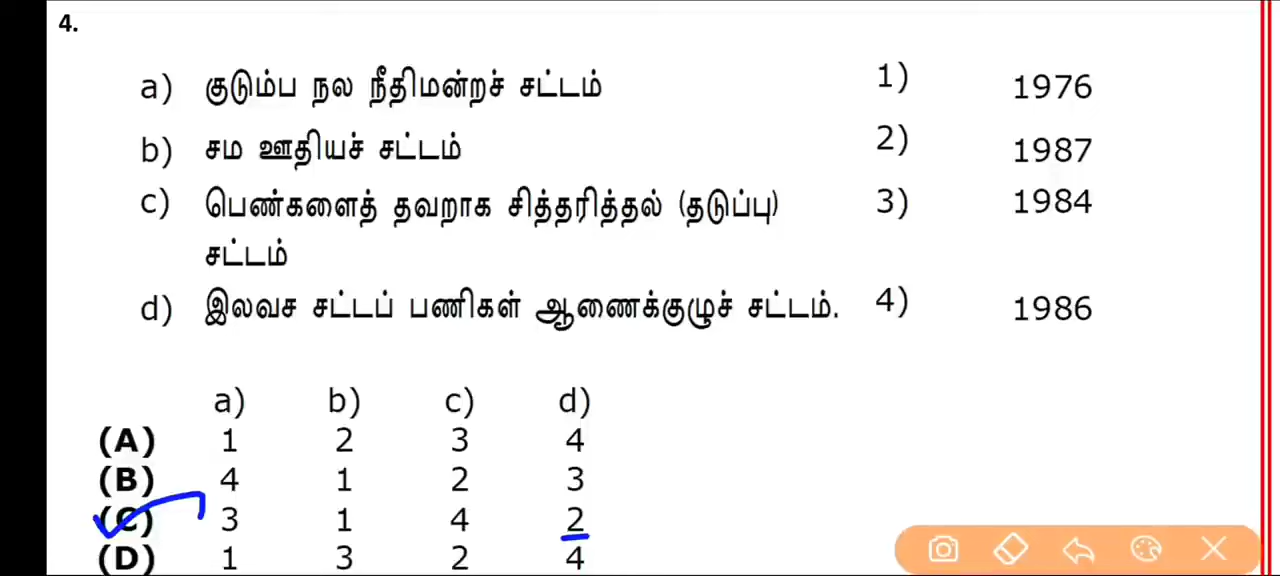 4.
a) குடும்ப நல நீதிமன்றச் சட்டம் 1) 1976
b) சம ஊதியச் சட்டம் 2) 1987
c) பெண்களைத் தவறாக சித்தரித்தல் (தடுப்பு) 3) 1984
சட்டம்
d) இலவச சட்டப் பணிகள் ஆணைக்குழுச் சட்டம். 4) 1986
a) b) c) d)
(A) 1 2 3 4
(B) 4 1 2 3
(C) 3 1 4 2
(D) 1 3 2 4